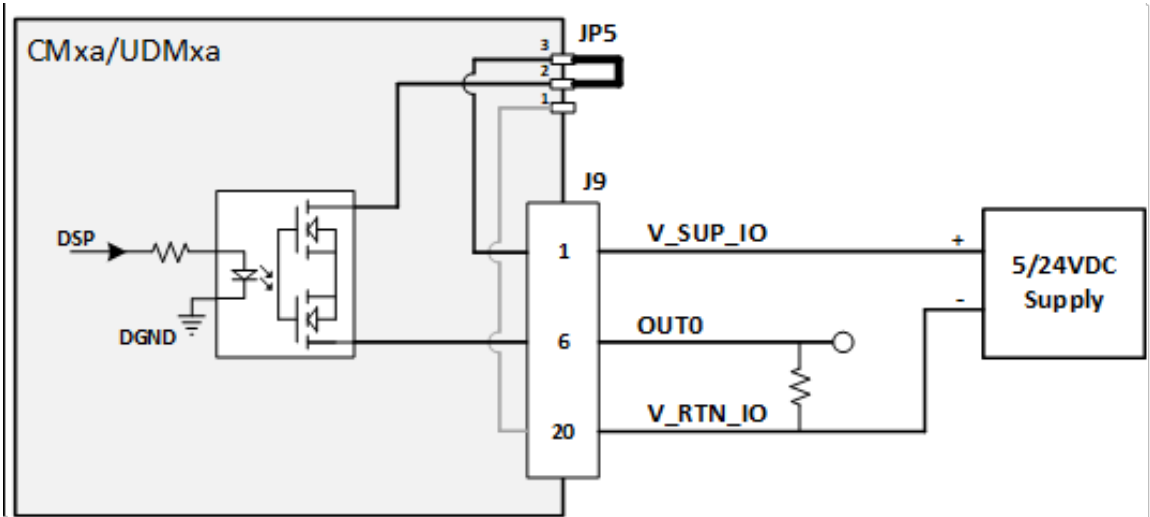 CMxa/UDMxa
JP5
3
2
1
J9
DSP
DGND
1
V_SUP_IO
+
5/24VDC
Supply
-
6
OUT0
20
V_RTN_IO